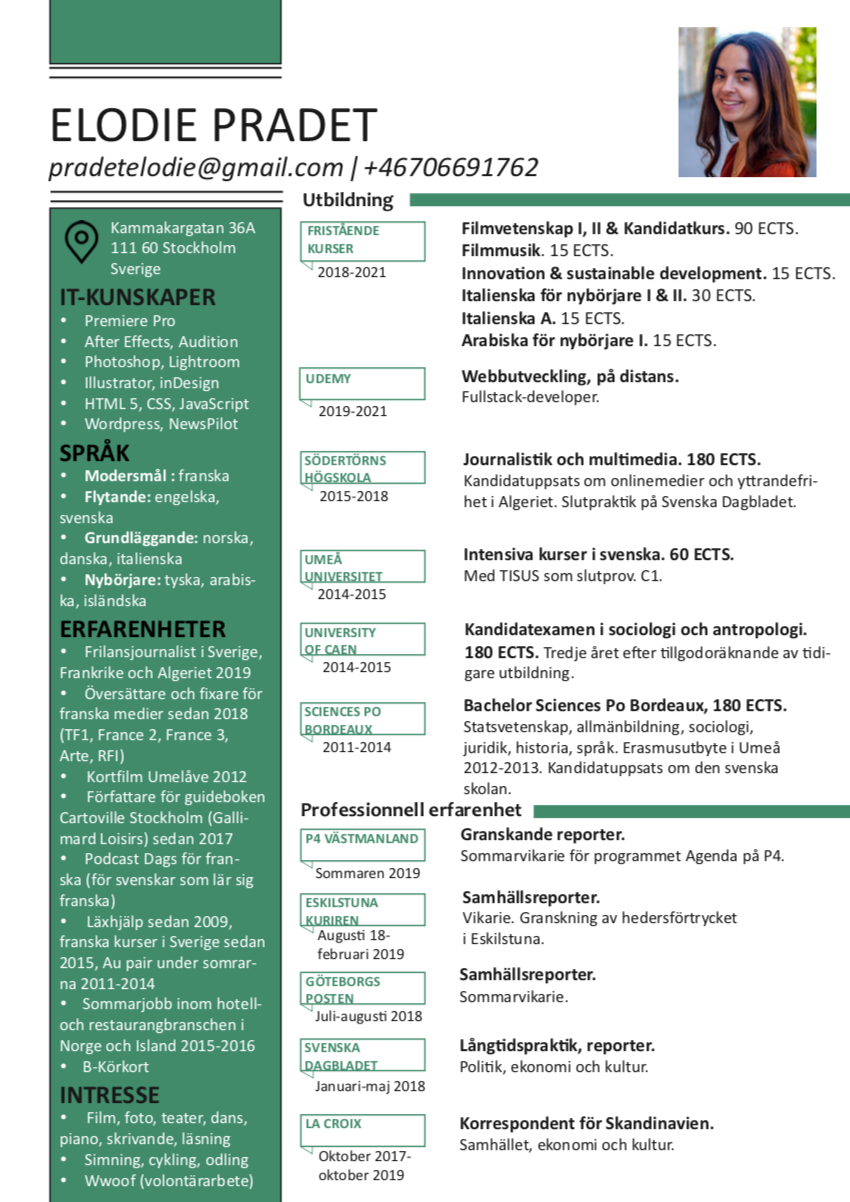 ELODIE PRADET
pradetelodie@gmail.com | +46706691762
Kammakargatan 36A
111 60 Stockholm
Sverige
IT-KUNSKAPER
• Premiere Pro
• After Effects, Audition
• Photoshop, Lightroom
• Illustrator, inDesign
• HTML 5, CSS, JavaScript
• Wordpress, NewsPilot
SPRÅK
• Modersmål : franska
• Flytande: engelska,
svenska
• Grundläggande: norska,
danska, italienska
• Nybörjare: tyska, arabis-
ka, isländska
ERFARENHETER
• Frilansjournalist i Sverige,
Frankrike och Algeriet 2019
• Översättare och fixare för
franska medier sedan 2018
(TF1, France 2, France 3,
Arte, RFI)
• Kortfilm Umelåve 2012
• Författare för guideboken
Cartoville Stockholm (Galli-
mard Loisirs) sedan 2017
• Podcast Dags för fran-
ska (för svenskar som lär sig
franska)
• Läxhjälp sedan 2009,
franska kurser i Sverige sedan
2015, Au pair under somrar-
na 2011-2014
• Sommarjobb inom hotell-
och restaurangbranschen i
Norge och Island 2015-2016
• B-Körkort
INTRESSE
• Film, foto, teater, dans,
piano, skrivande, läsning
• Simning, cykling, odling
• Wwoof (volontärarbete)
Utbildning
FRISTÅENDE
KURSER
2018-2021
Filmvetenskap I, II & Kandidatkurs. 90 ECTS.
Filmmusik. 15 ECTS.
Innovation & sustainable development. 15 ECTS.
Italienska för nybörjare I & II. 30 ECTS.
Italienska A. 15 ECTS.
Arabiska för nybörjare I. 15 ECTS.
UDEMY
2019-2021
Webbutveckling, på distans.
Fullstack-developer.
SÖDERTÖRNS
HÖGSKOLA
2015-2018
Journalistik och multimedia. 180 ECTS.
Kandidatuppsats om onlinemedier och yttrandefri-
het i Algeriet. Slutpraktik på Svenska Dagbladet.
UMEÅ
UNIVERSITET
2014-2015
Intensiva kurser i svenska. 60 ECTS.
Med TISUS som slutprov. C1.
UNIVERSITY
OF CAEN
2014-2015
Kandidatexamen i sociologi och antropologi.
180 ECTS. Tredje året efter tillgodoräknande av tidi-
gare utbildning.
SCIENCES PO
BORDEAUX
2011-2014
Bachelor Sciences Po Bordeaux, 180 ECTS.
Statsvetenskap, allmänbildning, sociologi,
juridik, historia, språk. Erasmusutbyte i Umeå
2012-2013. Kandidatuppsats om den svenska
skolan.
Professionnell erfarenhet
P4 VÄSTMANLAND
Sommaren 2019
Granskande reporter.
Sommarvikarie för programmet Agenda på P4.
ESKILSTUNA
KURIREN
Augusti 18-
februari 2019
Samhällsreporter.
Vikarie. Granskning av hedersförtrycket
i Eskilstuna.
GÖTEBORGS
POSTEN
Juli-augusti 2018
Samhällsreporter.
Sommarvikarie.
SVENSKA
DAGBLADET
Januari-maj 2018
Långtidspraktik, reporter.
Politik, ekonomi och kultur.
LA CROIX
Oktober 2017-
oktober 2019
Korrespondent för Skandinavien.
Samhället, ekonomi och kultur.